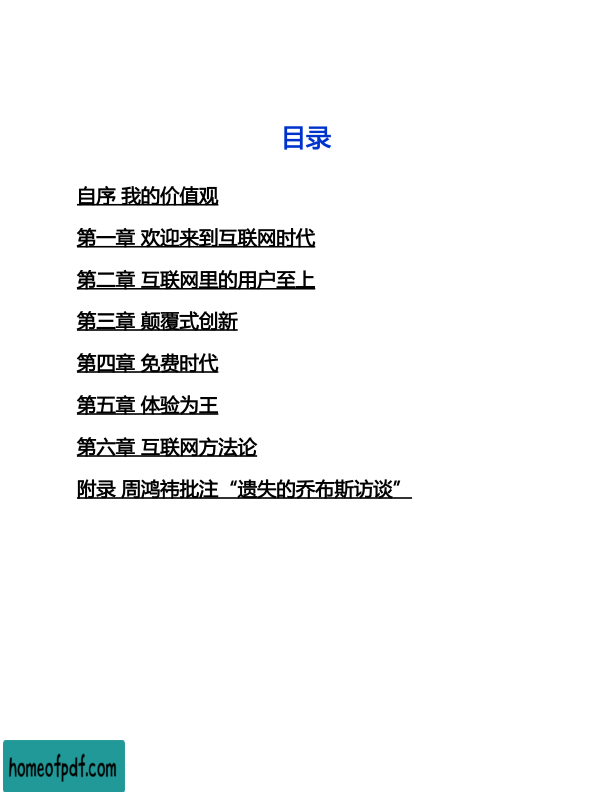 目录
自序 我的价值观
第一章 欢迎来到互联网时代
第二章 互联网里的用户至上
第三章 颠覆式创新
第四章 免费时代
第五章 体验为王
第六章 互联网方法论
附录 周鸿祎批注“遗失的乔布斯访谈”
homeofpdf.com